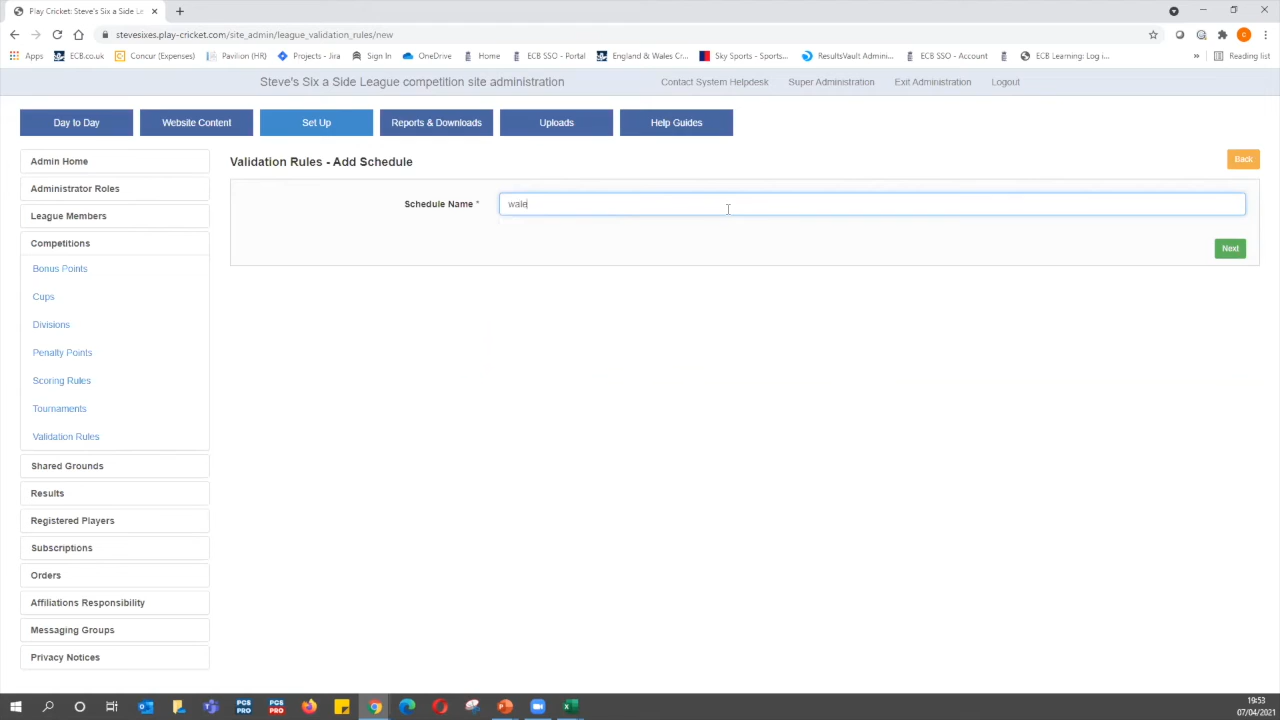 Play Cricket: Steve's Six a Side Le
stevesixes.play-cricket.com/site_admin/league_validation_rules/new
Apps ECB.co.uk Concur (Expenses) Pavilion (HR) Projects - Jira Sign In OneDrive ECB SSO - Portal Home England & Wales Cr... Sky Sports - Sports... ResultsVault Admini... ECB SSO - Account ECB Learning: Log i... » Reading list
Steve's Six a Side League competition site administration Contact System Helpdesk Super Administration Exit Administration Logout
Day to Day Website Content Set Up Reports & Downloads Uploads Help Guides
Admin Home
Administrator Roles
League Members
Competitions
Bonus Points
Cups
Divisions
Penalty Points
Scoring Rules
Tournaments
Validation Rules
Shared Grounds
Results
Registered Players
Subscriptions
Orders
Affiliations Responsibility
Messaging Groups
Privacy Notices
Validation Rules - Add Schedule Back
Schedule Name * wale
Next
PCS PRO PCS PRO
19:53
07/04/2021